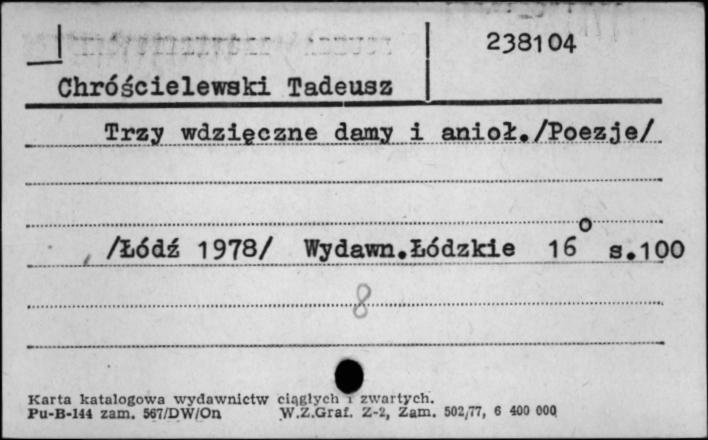 238104
Chróścielewski Tadeusz
Trzy wdzięczne damy i anioł./Poezje/
/Łódź 1978/ Wydawn.Łódzkie 16° s.100
8
Karta katalogowa wydawnictw ciągłych i zwartych.
Pu-B-144 zam. 567/DW/On W.Z.Graf. Z-2, Zam. 502/77, 6 400 000